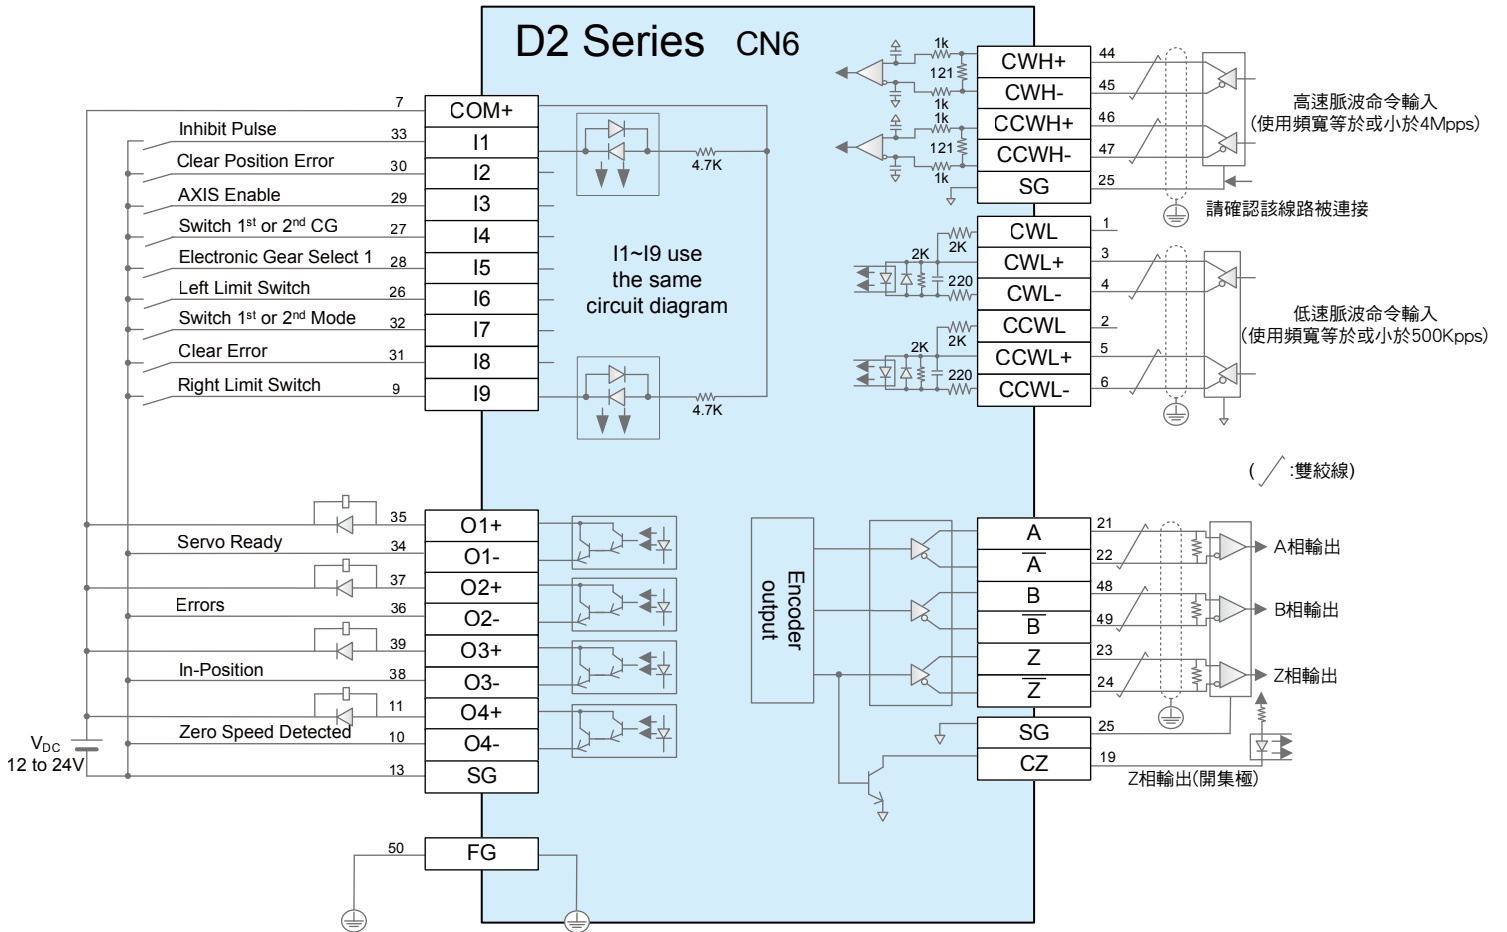 D2 Series CN6
7 COM+
Inhibit Pulse 33 I1
Clear Position Error 30 I2
AXIS Enable 29 I3
Switch 1st or 2nd CG 27 I4
Electronic Gear Select 1 28 I5
Left Limit Switch 26 I6
Switch 1st or 2nd Mode 32 I7
Clear Error 31 I8
Right Limit Switch 9 I9
4.7K
I1~I9 use
the same
circuit diagram
4.7K
35 O1+
Servo Ready 34 O1-
37 O2+
Errors 36 O2-
39 O3+
In-Position 38 O3-
11 O4+
Zero Speed Detected 10 O4-
13 SG
VDC
12 to 24V
50 FG
1k
121
1k
1k
121
1k
CWH+ 44
CWH- 45
CCWH+ 46
CCWH- 47
SG 25
高速脈波命令輸入
(使用頻寬等於或小於4Mpps)
請確認該線路被連接
2K
2K
220
2K
2K
220
CWL 1
CWL+ 3
CWL- 4
CCWL 2
CCWL+ 5
CCWL- 6
低速脈波命令輸入
(使用頻寬等於或小於500Kpps)
( :雙絞線)
Encoder
output
A 21
A̅ 22
B 48
B̅ 49
Z 23
Z̅ 24
SG 25
CZ 19
A相輸出
B相輸出
Z相輸出
Z相輸出(開集極)